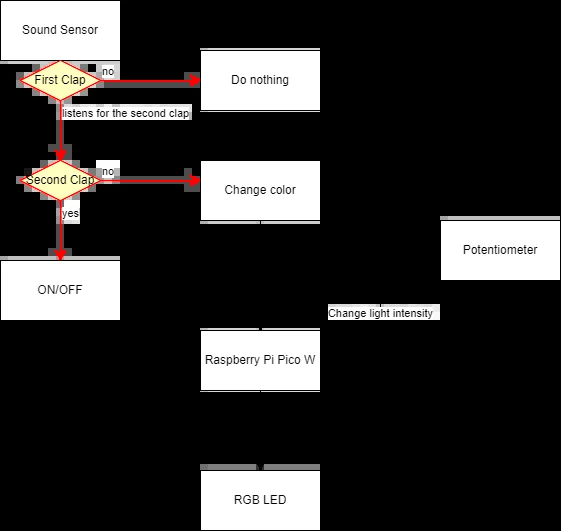 Sound Sensor
First Clap
no
Do nothing
listens for the second clap
Second Clap
no
Change color
yes
Potentiometer
ON/OFF
Change light intensity
Raspberry Pi Pico W
RGB LED